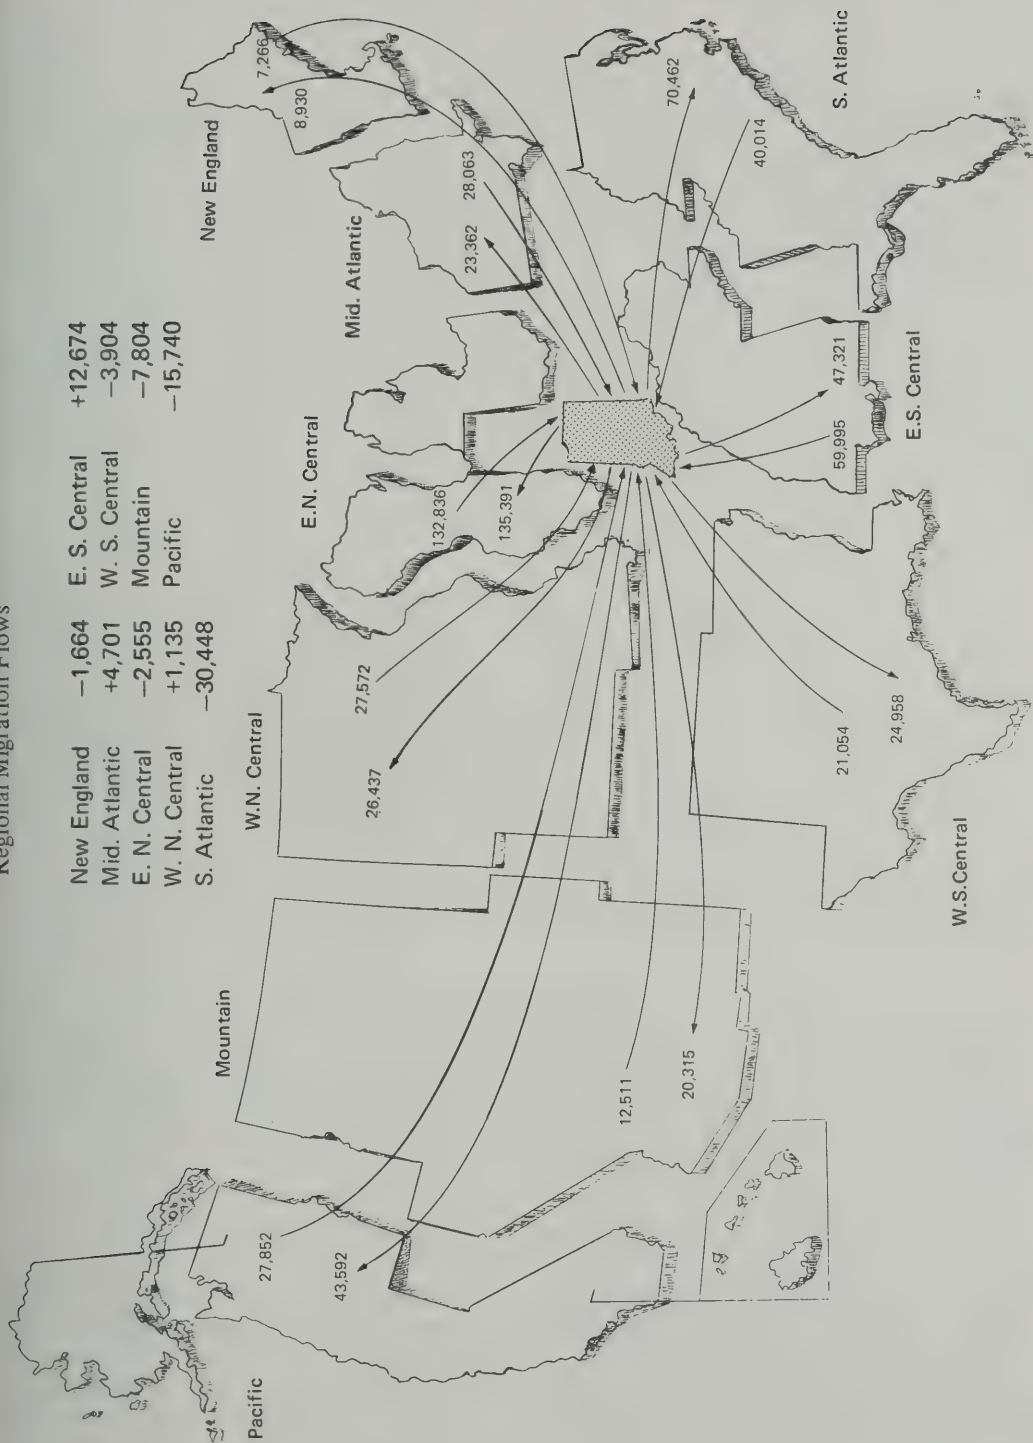 Regional Migration Flows
New England −1,664 E. S. Central +12,674
Mid. Atlantic +4,701 W. S. Central −3,904
E. N. Central −2,555 Mountain −7,804
W. N. Central +1,135 Pacific −15,740
S. Atlantic −30,448
Pacific
27,852
43,592
Mountain
12,511
20,315
W.N. Central
26,437
27,572
W.S.Central
21,054
24,958
E.N. Central
132,836
135,391
E.S. Central
59,995
47,321
Mid. Atlantic
23,362
28,063
New England
8,930
7,266
S. Atlantic
70,462
40,014